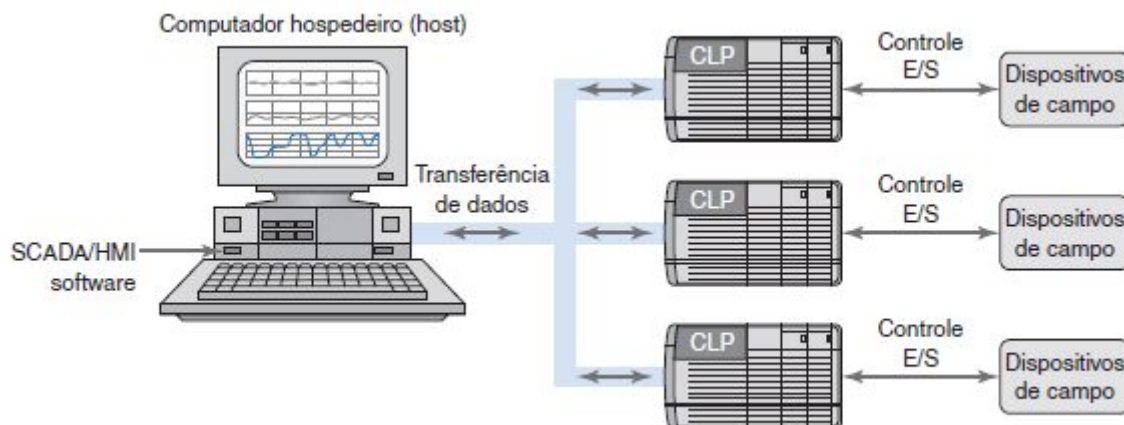 Computador hospedeiro (host)
SCADA/HMI
software
Transferência
de dados
CLP
Controle
E/S
Dispositivos
de campo
CLP
Controle
E/S
Dispositivos
de campo
CLP
Controle
E/S
Dispositivos
de campo